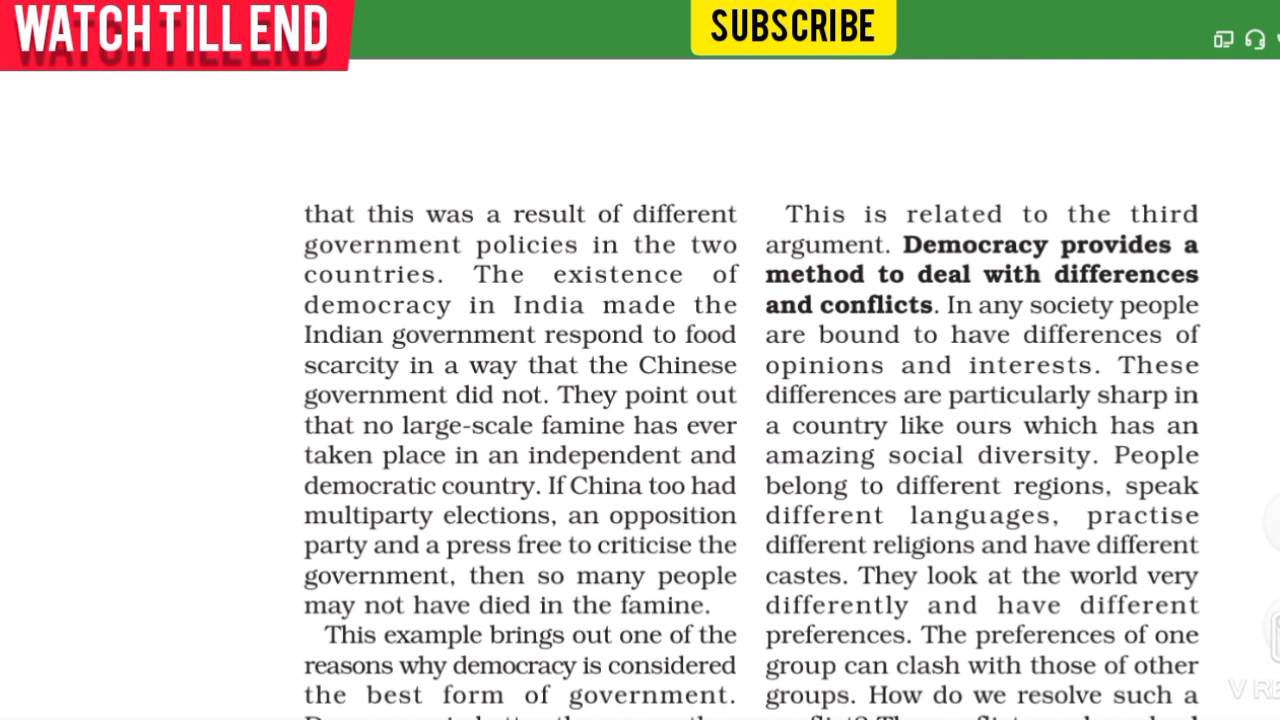 WATCH TILL END
SUBSCRIBE
that this was a result of different
government policies in the two
countries. The existence of
democracy in India made the
Indian government respond to food
scarcity in a way that the Chinese
government did not. They point out
that no large-scale famine has ever
taken place in an independent and
democratic country. If China too had
multiparty elections, an opposition
party and a press free to criticise the
government, then so many people
may not have died in the famine.
This example brings out one of the
reasons why democracy is considered
the best form of government.
This is related to the third
argument. Democracy provides a
method to deal with differences
and conflicts. In any society people
are bound to have differences of
opinions and interests. These
differences are particularly sharp in
a country like ours which has an
amazing social diversity. People
belong to different regions, speak
different languages, practise
different religions and have different
castes. They look at the world very
differently and have different
preferences. The preferences of one
group can clash with those of other
groups. How do we resolve such a